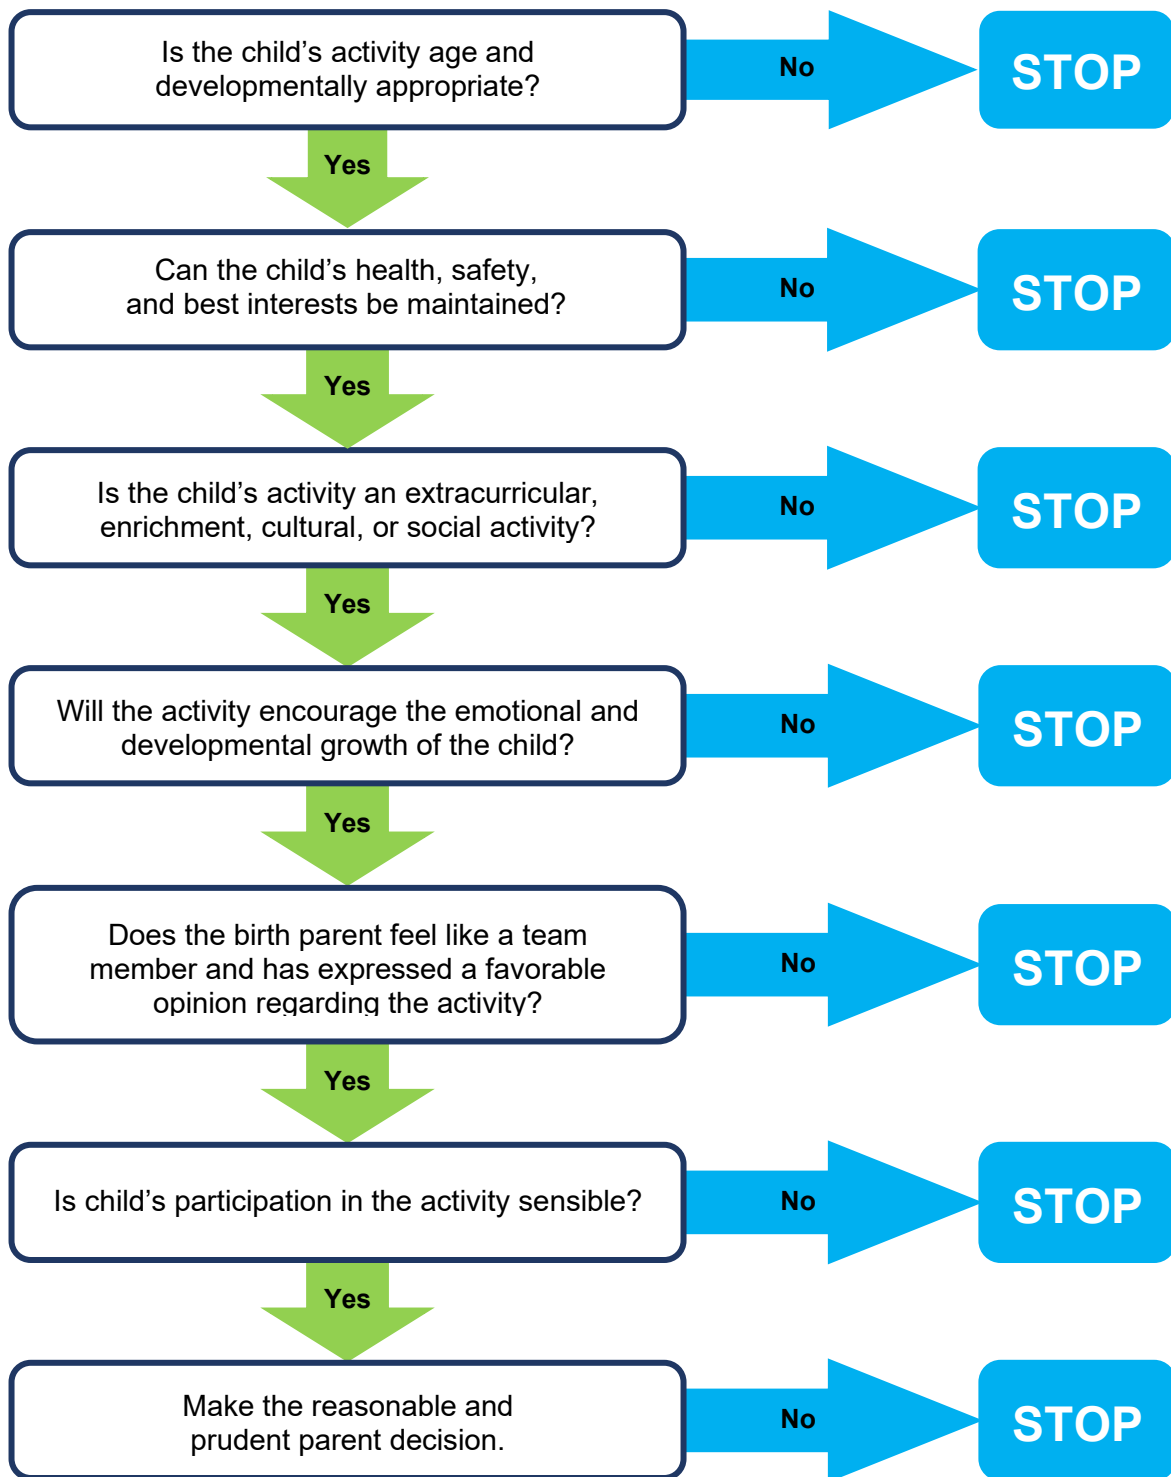 Is the child’s activity age and
developmentally appropriate?
No
STOP
Yes
Can the child’s health, safety,
and best interests be maintained?
No
STOP
Yes
Is the child’s activity an extracurricular,
enrichment, cultural, or social activity?
No
STOP
Yes
Will the activity encourage the emotional and
developmental growth of the child?
No
STOP
Yes
Does the birth parent feel like a team
member and has expressed a favorable
opinion regarding the activity?
No
STOP
Yes
Is child’s participation in the activity sensible?
No
STOP
Yes
Make the reasonable and
prudent parent decision.
No
STOP